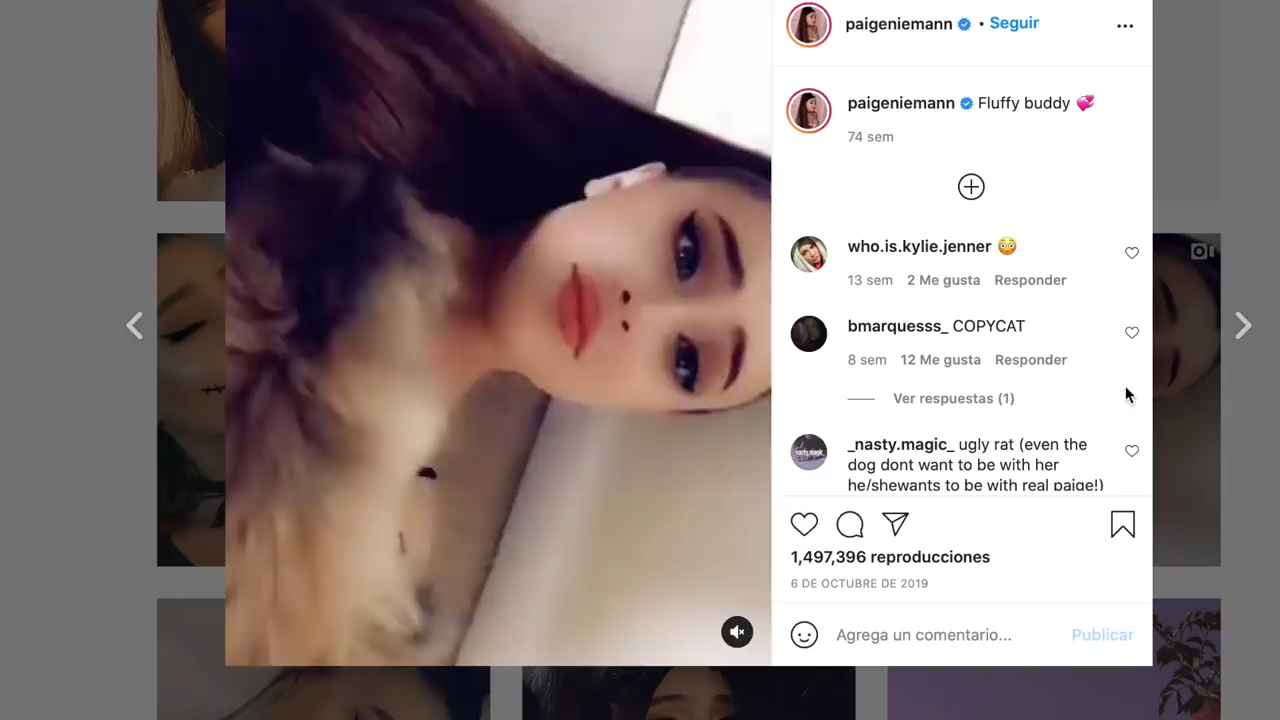 paigeniemann • Seguir
paigeniemann Fluffy buddy 💞
74 sem
who.is.kylie.jenner 😳
13 sem 2 Me gusta Responder
bmarquesss_ COPYCAT
8 sem 12 Me gusta Responder
Ver respuestas (1)
_nasty.magic_ ugly rat (even the
dog dont want to be with her
he/shewants to be with real paige!)
1,497,396 reproducciones
6 DE OCTUBRE DE 2019
Agrega un comentario... Publicar